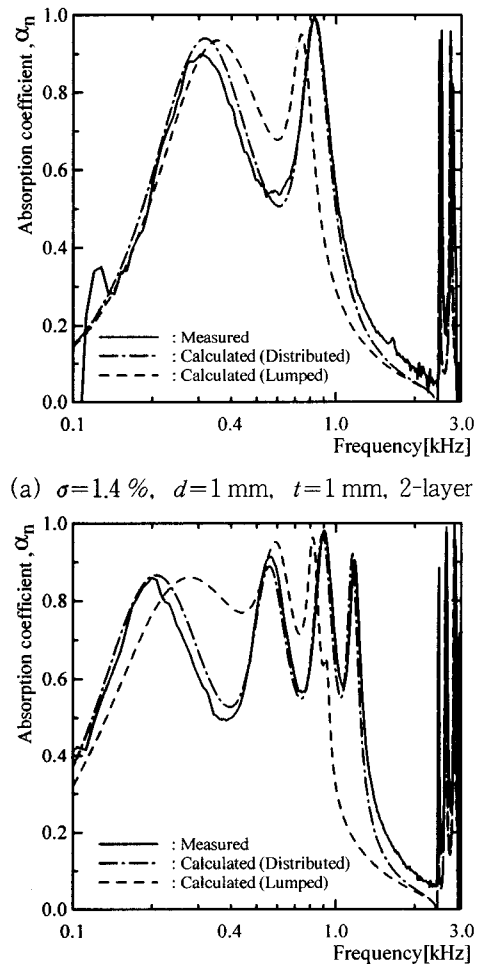 Absorption coefficient, αn
1.0
0.8
0.6
0.4
0.2
0.0
: Measured
: Calculated (Distributed)
: Calculated (Lumped)
0.1
0.4
1.0
3.0
Frequency[kHz]
(a) σ=1.4 %, d=1 mm, t=1 mm, 2-layer
Absorption coefficient, αn
1.0
0.8
0.6
0.4
0.2
0.0
: Measured
: Calculated (Distributed)
: Calculated (Lumped)
0.1
0.4
1.0
3.0
Frequency[kHz]